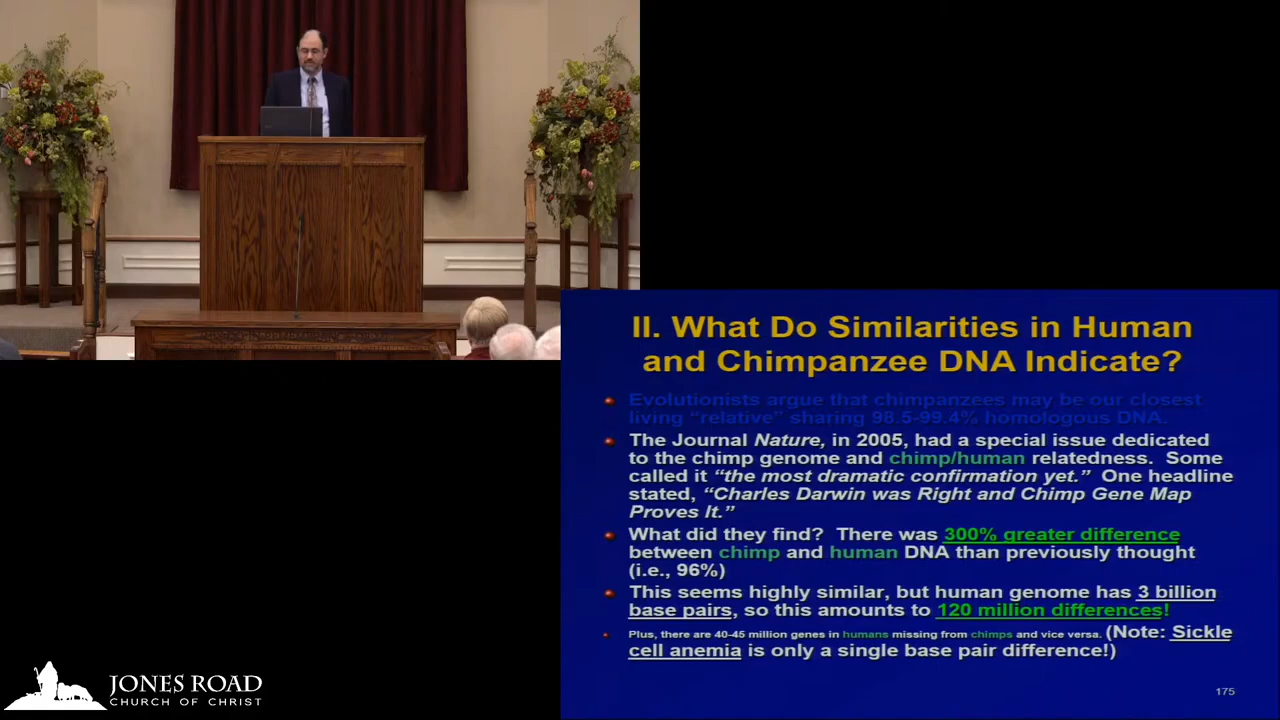 II. What Do Similarities in Human
and Chimpanzee DNA Indicate?
Evolutionists argue that chimpanzees may be our closest
living “relative” sharing 98.5-99.4% homologous DNA.
The Journal Nature, in 2005, had a special issue dedicated
to the chimp genome and chimp/human relatedness. Some
called it “the most dramatic confirmation yet.” One headline
stated, “Charles Darwin was Right and Chimp Gene Map
Proves It.”
What did they find? There was 300% greater difference
between chimp and human DNA than previously thought
(i.e., 96%)
This seems highly similar, but human genome has 3 billion
base pairs, so this amounts to 120 million differences!
Plus, there are 40-45 million genes in humans missing from chimps and vice versa. (Note: Sickle
cell anemia is only a single base pair difference!)
175
JONES ROAD
CHURCH OF CHRIST